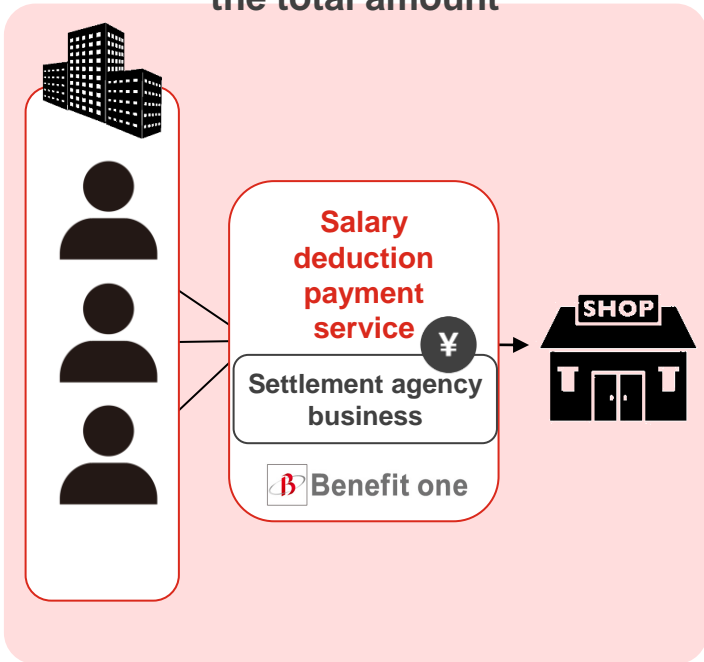 the total amount
Salary
deduction
payment
service
¥
Settlement agency
business
B Benefit one
SHOP